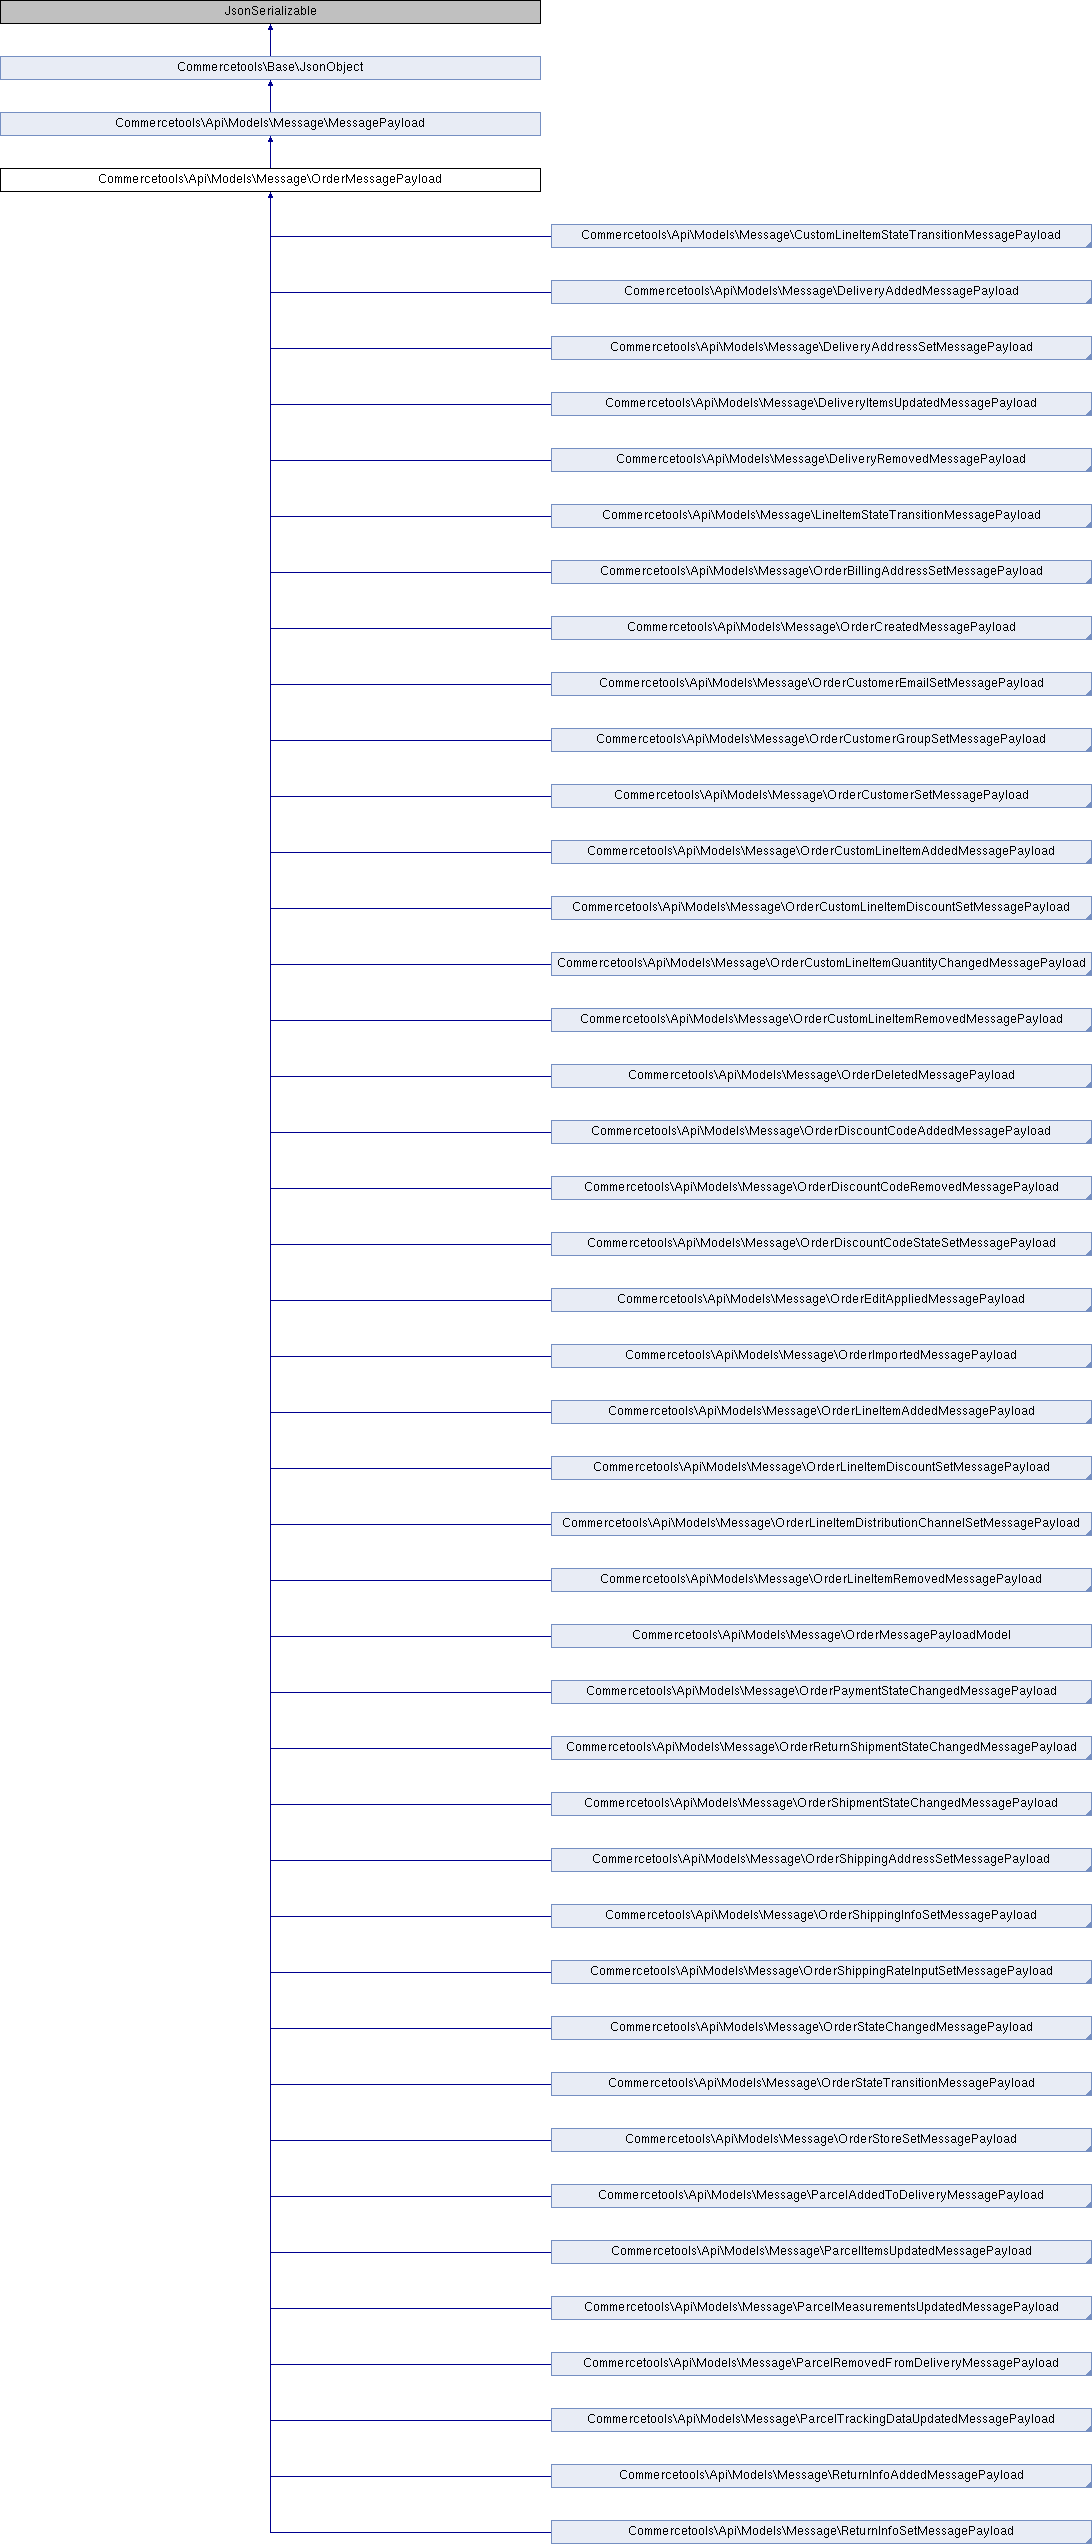 JsonSerializable
Commercetools\Base\JsonObject
Commercetools\Api\Models\Message\MessagePayload
Commercetools\Api\Models\Message\OrderMessagePayload
Commercetools\Api\Models\Message\CustomLineItemStateTransitionMessagePayload
Commercetools\Api\Models\Message\DeliveryAddedMessagePayload
Commercetools\Api\Models\Message\DeliveryAddressSetMessagePayload
Commercetools\Api\Models\Message\DeliveryItemsUpdatedMessagePayload
Commercetools\Api\Models\Message\DeliveryRemovedMessagePayload
Commercetools\Api\Models\Message\LineItemStateTransitionMessagePayload
Commercetools\Api\Models\Message\OrderBillingAddressSetMessagePayload
Commercetools\Api\Models\Message\OrderCreatedMessagePayload
Commercetools\Api\Models\Message\OrderCustomerEmailSetMessagePayload
Commercetools\Api\Models\Message\OrderCustomerGroupSetMessagePayload
Commercetools\Api\Models\Message\OrderCustomerSetMessagePayload
Commercetools\Api\Models\Message\OrderCustomLineItemAddedMessagePayload
Commercetools\Api\Models\Message\OrderCustomLineItemDiscountSetMessagePayload
Commercetools\Api\Models\Message\OrderCustomLineItemQuantityChangedMessagePayload
Commercetools\Api\Models\Message\OrderCustomLineItemRemovedMessagePayload
Commercetools\Api\Models\Message\OrderDeletedMessagePayload
Commercetools\Api\Models\Message\OrderDiscountCodeAddedMessagePayload
Commercetools\Api\Models\Message\OrderDiscountCodeRemovedMessagePayload
Commercetools\Api\Models\Message\OrderDiscountCodeStateSetMessagePayload
Commercetools\Api\Models\Message\OrderEditAppliedMessagePayload
Commercetools\Api\Models\Message\OrderImportedMessagePayload
Commercetools\Api\Models\Message\OrderLineItemAddedMessagePayload
Commercetools\Api\Models\Message\OrderLineItemDiscountSetMessagePayload
Commercetools\Api\Models\Message\OrderLineItemDistributionChannelSetMessagePayload
Commercetools\Api\Models\Message\OrderLineItemRemovedMessagePayload
Commercetools\Api\Models\Message\OrderMessagePayloadModel
Commercetools\Api\Models\Message\OrderPaymentStateChangedMessagePayload
Commercetools\Api\Models\Message\OrderReturnShipmentStateChangedMessagePayload
Commercetools\Api\Models\Message\OrderShipmentStateChangedMessagePayload
Commercetools\Api\Models\Message\OrderShippingAddressSetMessagePayload
Commercetools\Api\Models\Message\OrderShippingInfoSetMessagePayload
Commercetools\Api\Models\Message\OrderShippingRateInputSetMessagePayload
Commercetools\Api\Models\Message\OrderStateChangedMessagePayload
Commercetools\Api\Models\Message\OrderStateTransitionMessagePayload
Commercetools\Api\Models\Message\OrderStoreSetMessagePayload
Commercetools\Api\Models\Message\ParcelAddedToDeliveryMessagePayload
Commercetools\Api\Models\Message\ParcelItemsUpdatedMessagePayload
Commercetools\Api\Models\Message\ParcelMeasurementsUpdatedMessagePayload
Commercetools\Api\Models\Message\ParcelRemovedFromDeliveryMessagePayload
Commercetools\Api\Models\Message\ParcelTrackingDataUpdatedMessagePayload
Commercetools\Api\Models\Message\ReturnInfoAddedMessagePayload
Commercetools\Api\Models\Message\ReturnInfoSetMessagePayload